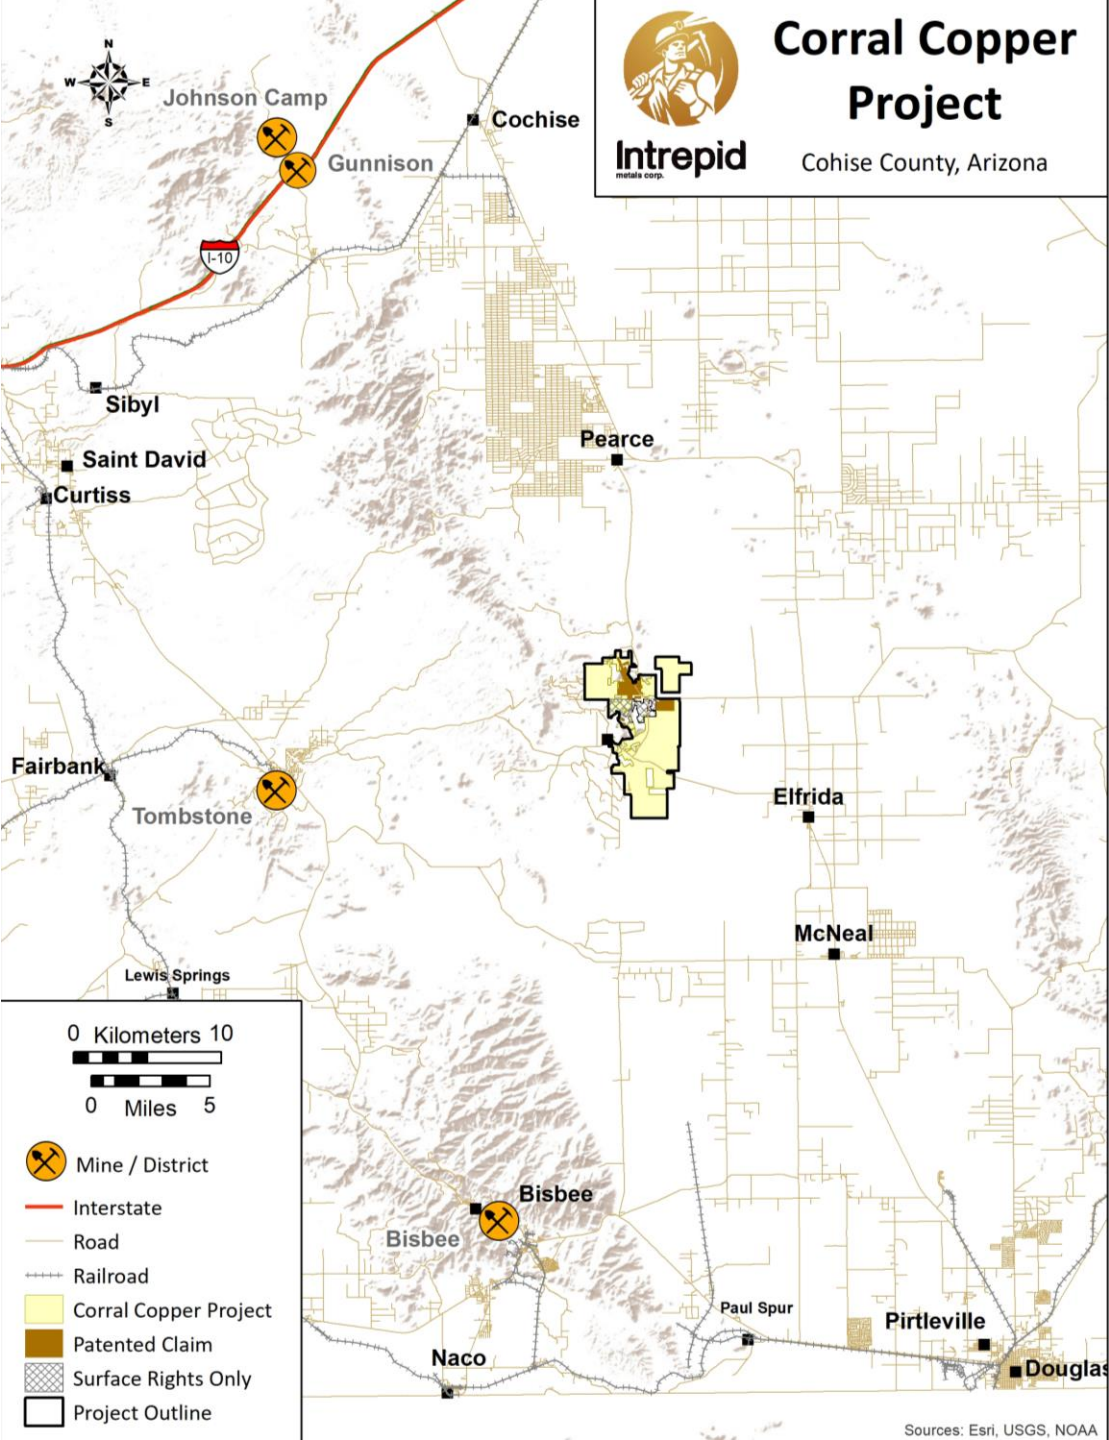 N
W E
S
Johnson Camp
Gunnison
Cochise
Intrepid
metals corp.
Corral Copper
Project
Cohise County, Arizona
I-10
Sibyl
Saint David
Curtiss
Pearce
Fairbank
Tombstone
Elfrida
McNeal
Lewis Springs
0 Kilometers 10
0 Miles 5
Mine / District
Interstate
Road
Railroad
Corral Copper Project
Patented Claim
Surface Rights Only
Project Outline
Bisbee
Bisbee
Naco
Paul Spur
Pirtleville
Douglas
Sources: Esri, USGS, NOAA